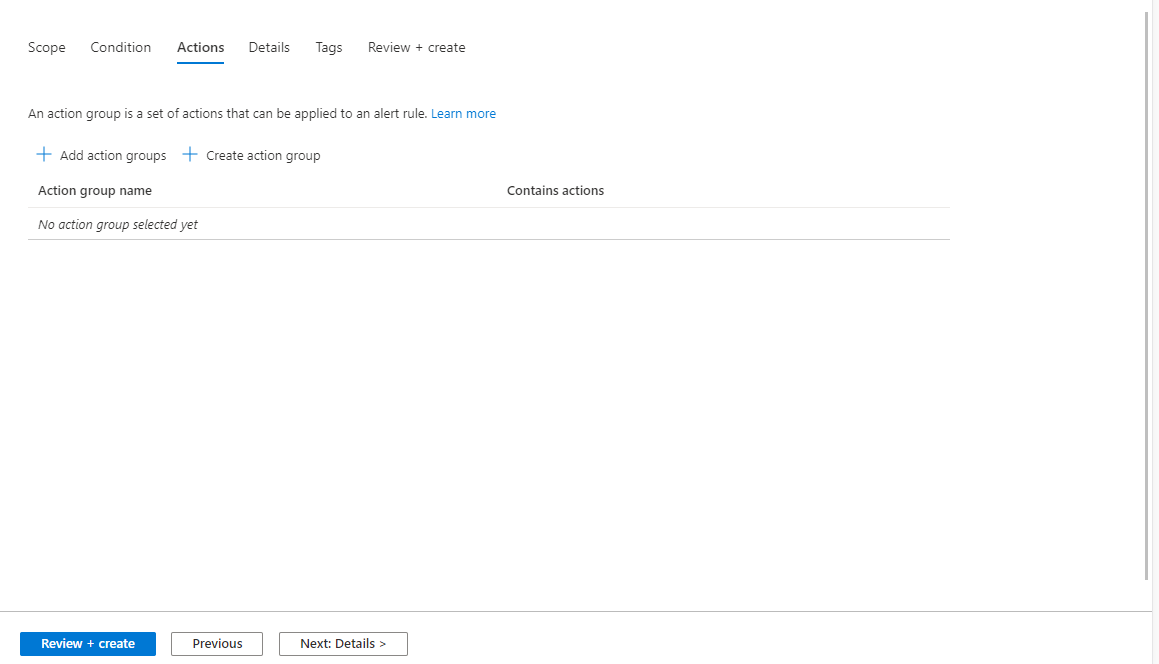 Scope Condition Actions Details Tags Review + create
An action group is a set of actions that can be applied to an alert rule. Learn more
Add action groups Create action group
Action group name Contains actions
No action group selected yet
Review + create Previous Next: Details >